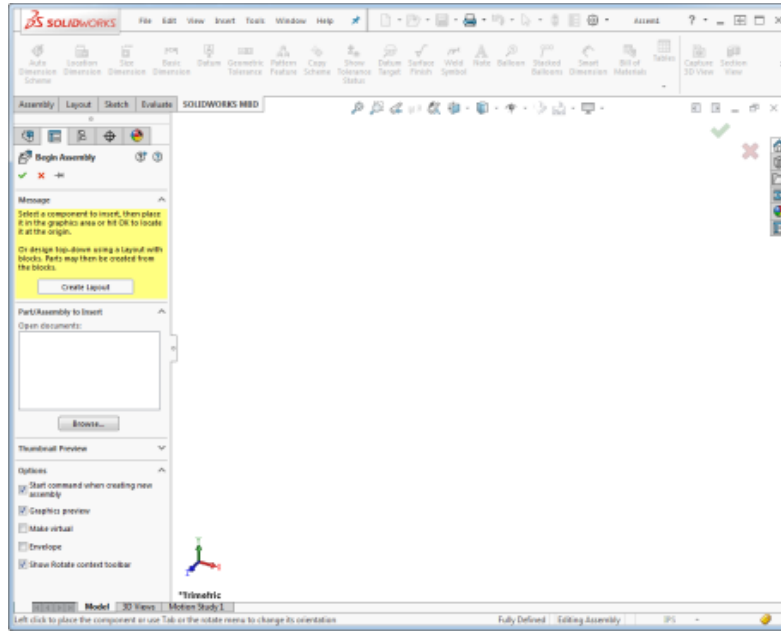 SOLIDWORKS File Edit View Insert Tools Window Help Assem1 ?
Auto Dimension Scheme
Location Dimension
Size Dimension
Basic Dimension
Datum
Geometric Tolerance
Pattern Feature
Copy Scheme
Show Tolerance Status
Datum Target
Surface Finish
Weld Symbol
Note
Balloon
Stacked Balloons
Smart Dimension
Bill of Materials
Tables
Capture 3D View
Section View
Assembly Layout Sketch Evaluate SOLIDWORKS MBD
Begin Assembly
Message
Select a component to insert, then place
it in the graphics area or hit OK to locate
it at the origin.
Or design top-down using a Layout with
blocks. Parts may then be created from
the blocks.
Create Layout
Part/Assembly to Insert
Open documents:
Browse...
Thumbnail Preview
Options
Start command when creating new
assembly
Graphics preview
Make virtual
Envelope
Show Rotate context toolbar
Y
X
Z
*Trimetric
Model 3D Views Motion Study 1
Left click to place the component or use Tab or the rotate menu to change its orientation Fully Defined Editing Assembly IPS